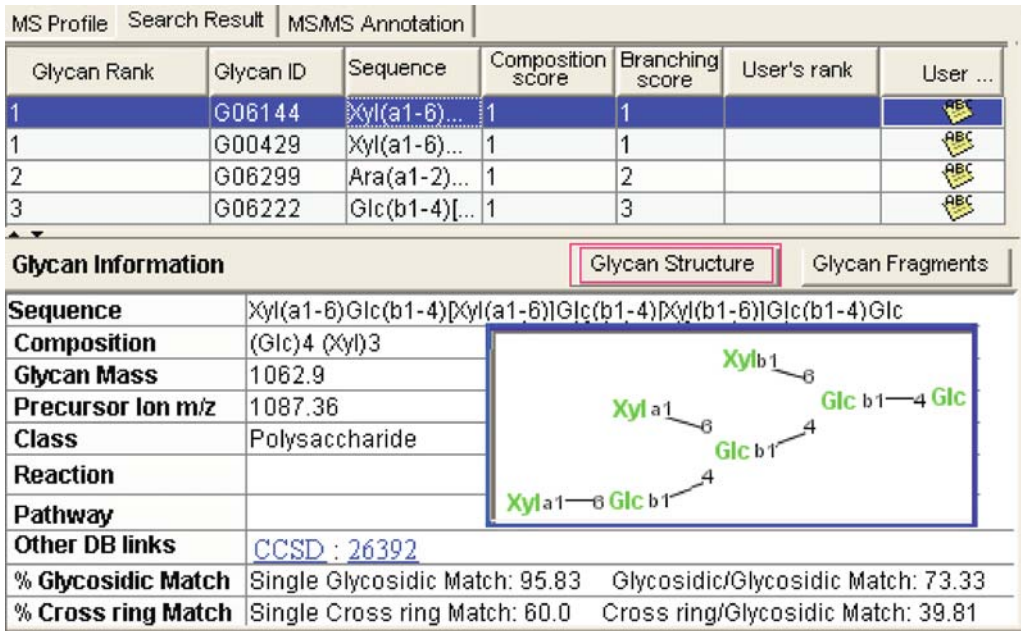 MS Profile Search Result MS/MS Annotation
Glycan Rank Glycan ID Sequence Composition score Branching score User's rank User ...
1 G06144 Xyl(a1-6)... 1 1 ABC
1 G00429 Xyl(a1-6)... 1 1 ABC
2 G06299 Ara(a1-2)... 1 2 ABC
3 G06222 Glc(b1-4)[... 1 3 ABC
Glycan Information Glycan Structure Glycan Fragments
Sequence Xyl(a1-6)Glc(b1-4)[Xyl(a1-6)]Glc(b1-4)[Xyl(b1-6)]Glc(b1-4)Glc
Composition (Glc)4 (Xyl)3
Glycan Mass 1062.9
Precursor Ion m/z 1087.36
Class Polysaccharide
Reaction
Pathway
Xyl b1 6
Glc b1 4 Glc
Xyl a1 6 4
Glc b1
4
Xyl a1 6 Glc b1
Other DB links CCSD : 26392
% Glycosidic Match Single Glycosidic Match: 95.83 Glycosidic/Glycosidic Match: 73.33
% Cross ring Match Single Cross ring Match: 60.0 Cross ring/Glycosidic Match: 39.81